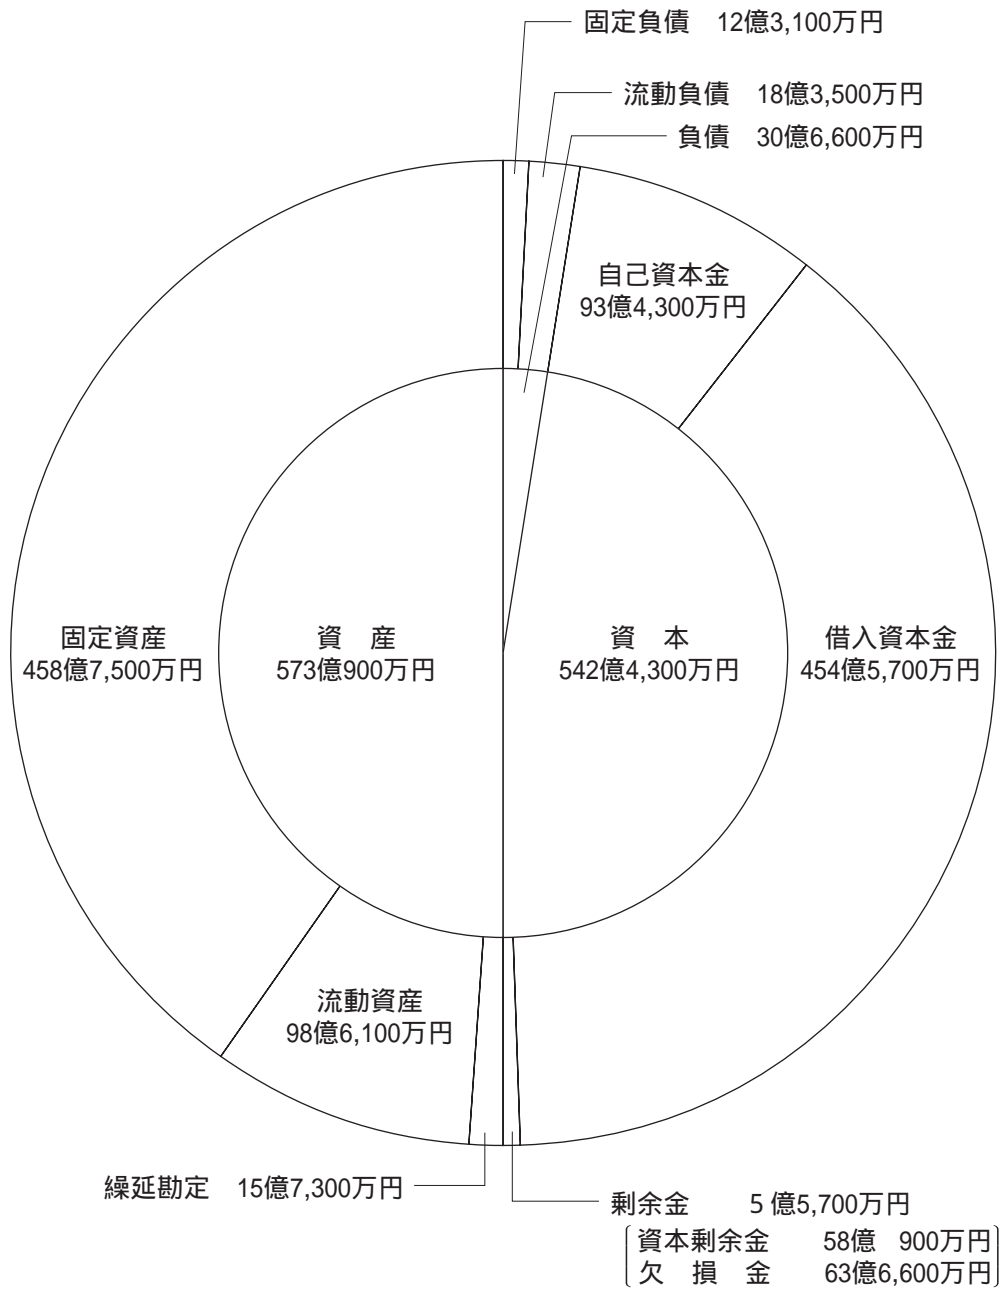 固定負債　12億3,100万円
流動負債　18億3,500万円
負債　30億6,600万円
自己資本金
93億4,300万円
固定資産
458億7,500万円
資　産
573億900万円
資　本
542億4,300万円
借入資本金
454億5,700万円
流動資産
98億6,100万円
繰延勘定　15億7,300万円
剰余金　　5億5,700万円
資本剰余金　　58億　900万円
欠　損　金　　63億6,600万円